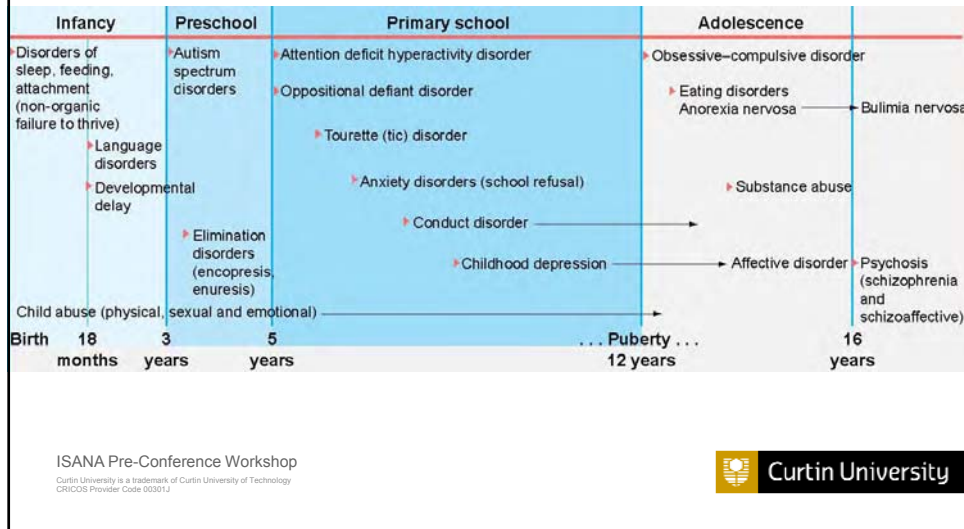 Infancy
Preschool
Primary school
Adolescence
Disorders of
sleep, feeding,
attachment
(non-organic
failure to thrive)
Language
disorders
Developmental
delay
Autism
spectrum
disorders
Elimination
disorders
(encopresis,
enuresis)
Attention deficit hyperactivity disorder
Oppositional defiant disorder
Tourette (tic) disorder
Anxiety disorders (school refusal)
Conduct disorder
Childhood depression
Obsessive–compulsive disorder
Eating disorders
Anorexia nervosa
Bulimia nervosa
Substance abuse
Affective disorder
Psychosis
(schizophrenia
and
schizoaffective)
Child abuse (physical, sexual and emotional)
Birth
18
months
3
years
5
years
. . . Puberty . . .
12 years
16
years
ISANA Pre-Conference Workshop
Curtin University is a trademark of Curtin University of Technology
CRICOS Provider Code 00301J
Curtin University